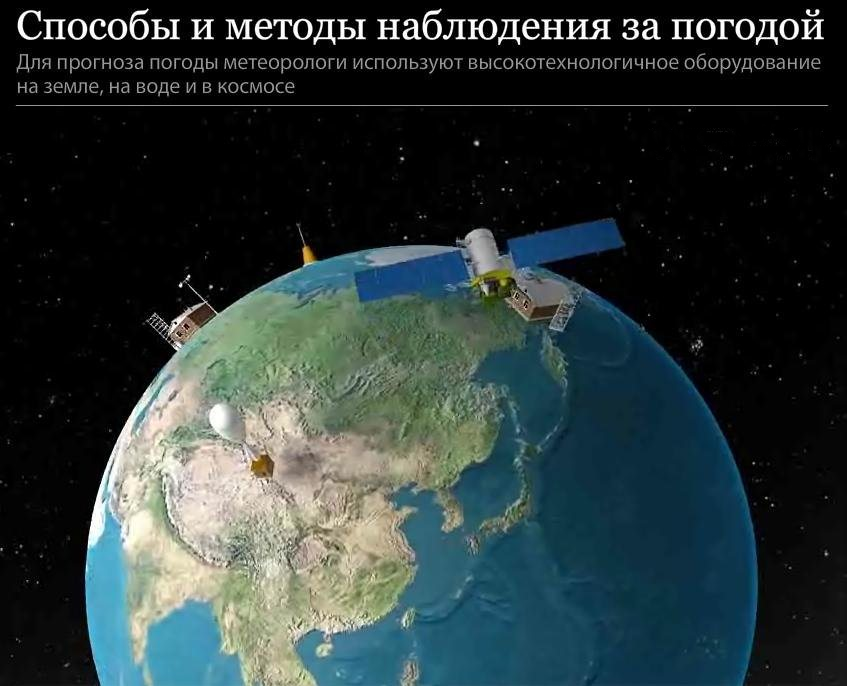 Способы и методы наблюдения за погодой
Для прогноза погоды метеорологи используют высокотехнологичное оборудование
на земле, на воде и в космосе